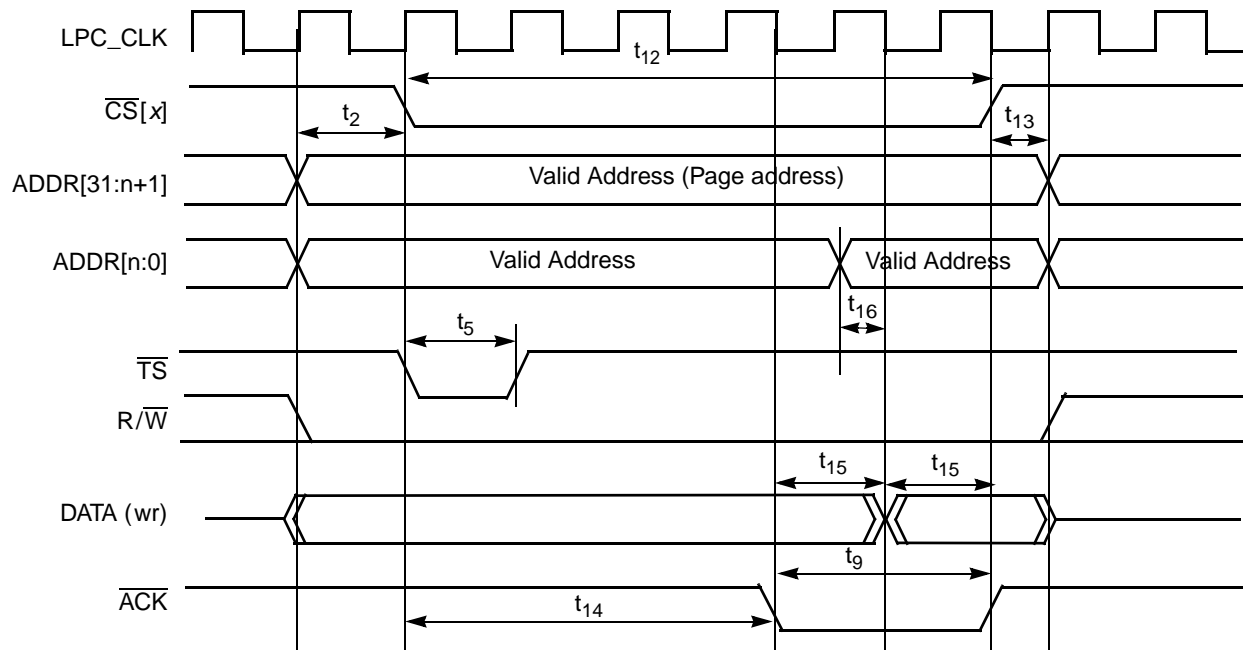 LPC_CLK
t12
CS[x]
t2
t13
ADDR[31:n+1]
Valid Address (Page address)
ADDR[n:0]
Valid Address
Valid Address
t16
t5
TS
R/W
t15
t15
DATA (wr)
t9
ACK
t14